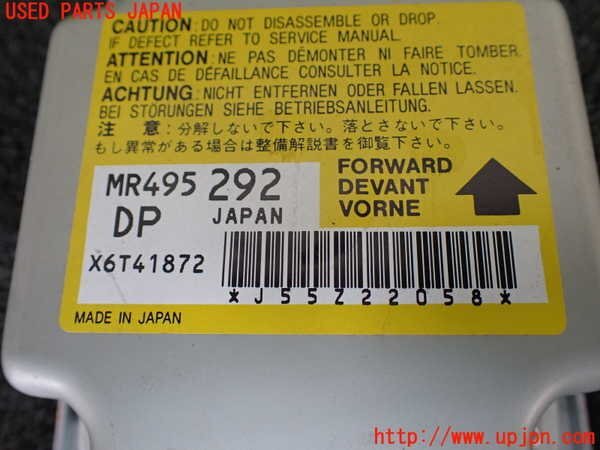 USED PARTS JAPAN
CAUTION : DO NOT DISASSEMBLE OR DROP.
IF DEFECT REFER TO SERVICE MANUAL.
ATTENTION : NE PAS DÉMONTER NI FAIRE TOMBER.
EN CAS DE DÉFAILLANCE CONSULTER LA NOTICE.
ACHTUNG : NICHT ENTFERNEN ODER FALLEN LASSEN.
BEI STÖRUNGEN SIEHE BETRIEBSANLEITUNG.
注 意 : 分解しないで下さい。落とさないで下さい。
もし異常がある場合は整備解説書を御覧下さい。
MR495 292
DP JAPAN
X6T41872
FORWARD
DEVANT
VORNE
*J55Z22058*
MADE IN JAPAN
http://www.upjpn.com/